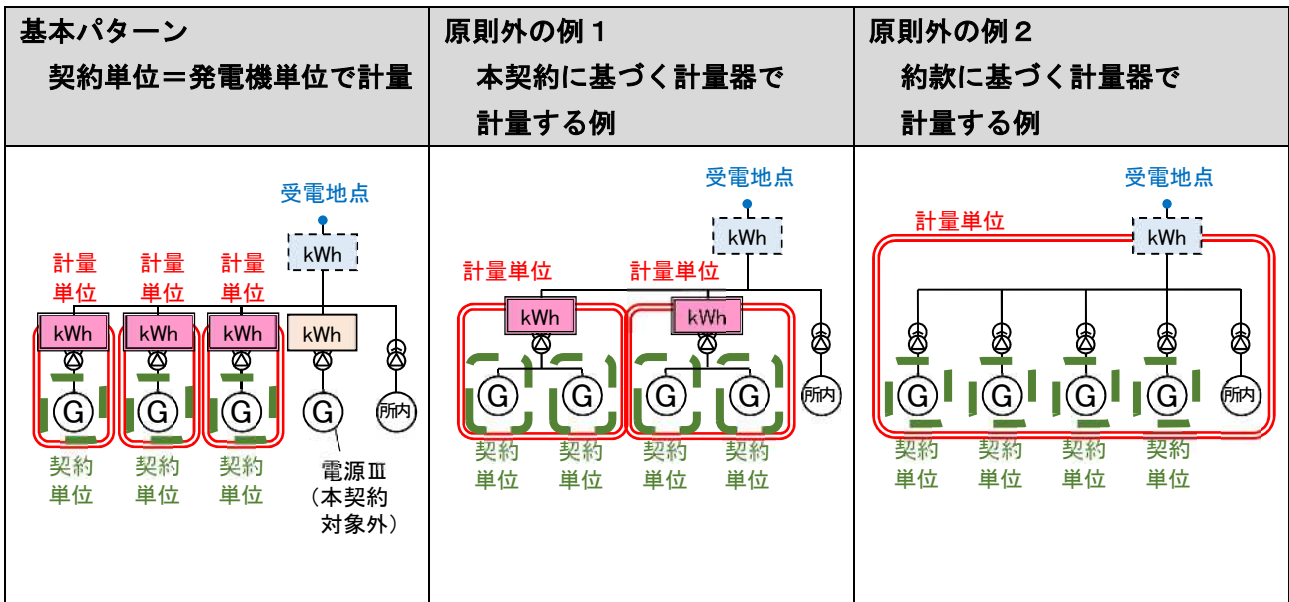 基本パターン
契約単位＝発電機単位で計量
原則外の例１
本契約に基づく計量器で
計量する例
原則外の例２
約款に基づく計量器で
計量する例
受電地点
kWh
計量
単位
計量
単位
計量
単位
kWh
kWh
kWh
kWh
G
G
G
G
所内
契約
単位
契約
単位
契約
単位
電源Ⅲ
（本契約
対象外）
受電地点
kWh
計量単位
計量単位
kWh
kWh
G
G
G
G
所内
契約
単位
契約
単位
契約
単位
契約
単位
受電地点
計量単位
kWh
G
G
G
G
所内
契約
単位
契約
単位
契約
単位
契約
単位